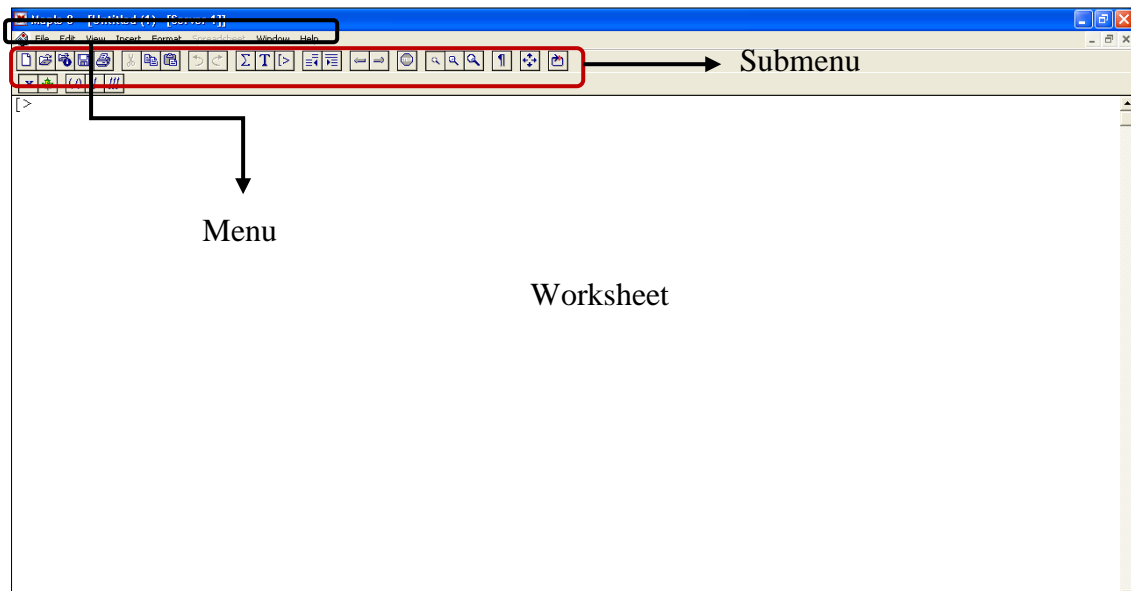 Maple 8 - [Untitled (1) - [Server 1]]
File Edit View Insert Format Spreadsheet Window Help
Σ T [>
Submenu
[>
Menu
Worksheet